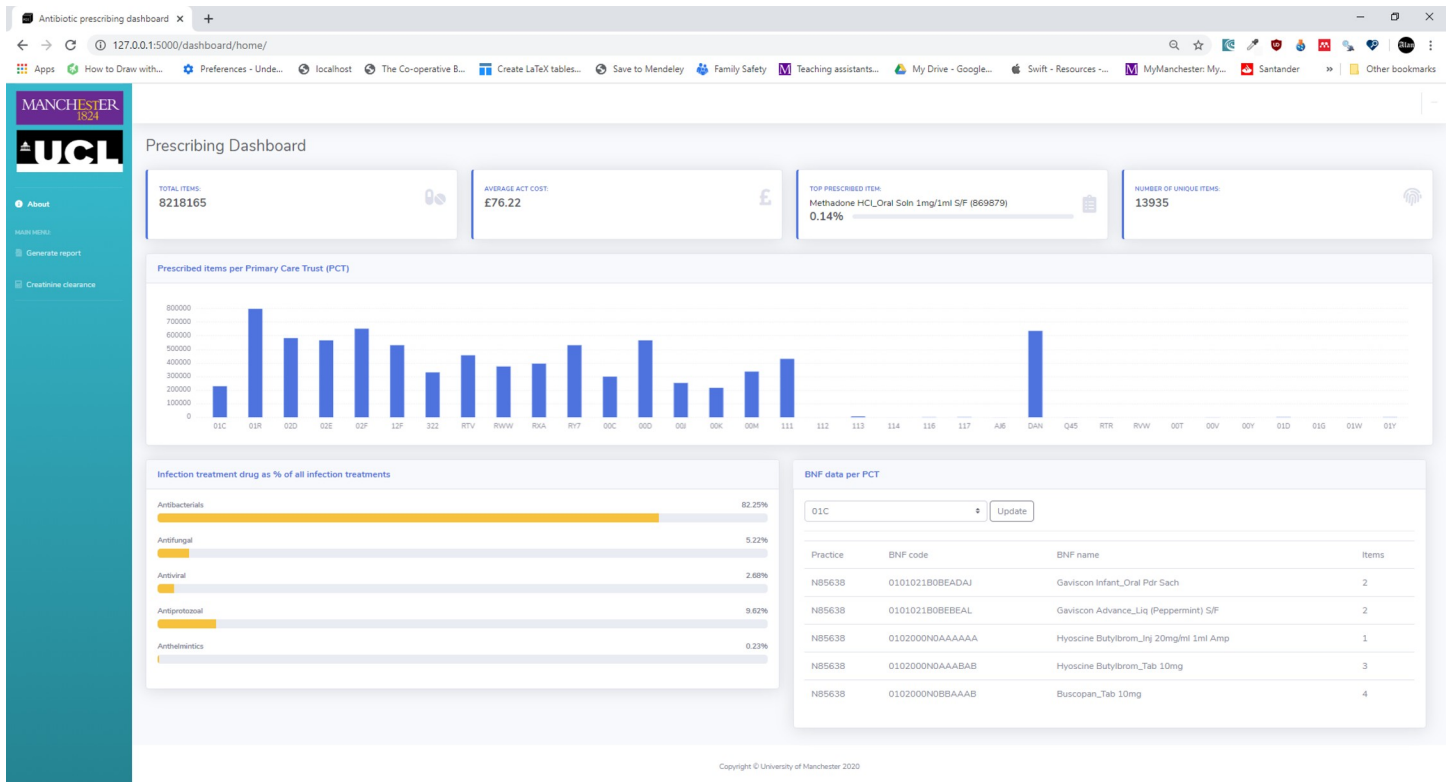 Antibiotic prescribing dashboard
127.0.0.1:5000/dashboard/home/
Alan
Apps How to Draw with... Preferences - Unde... localhost The Co-operative B... Create LaTeX tables... Save to Mendeley Family Safety Teaching assistants... My Drive - Google... Swift - Resources -... MyManchester: My... Santander » Other bookmarks
MANCHESTER
1824
UCL
About
MAIN MENU:
Generate report
Creatinine clearance
Prescribing Dashboard
TOTAL ITEMS:
8218165
AVERAGE ACT COST:
£76.22
£
TOP PRESCRIBED ITEM:
Methadone HCl_Oral Soln 1mg/1ml S/F (869879)
0.14%
NUMBER OF UNIQUE ITEMS:
13935
Prescribed items per Primary Care Trust (PCT)
800000
700000
600000
500000
400000
300000
200000
100000
0
01C 01R 02D 02E 02F 12F 322 RTV RWW RXA RY7 00C 00D 00J 00K 00M 111 112 113 114 116 117 AJ6 DAN Q45 RTR RVW 00T 00V 00Y 01D 01G 01W 01Y
Infection treatment drug as % of all infection treatments
Antibacterials 82.25%
Antifungal 5.22%
Antiviral 2.68%
Antiprotozoal 9.62%
Anthelmintics 0.23%
BNF data per PCT
01C Update
Practice BNF code BNF name Items
N85638 0101021B0BEADAJ Gaviscon Infant_Oral Pdr Sach 2
N85638 0101021B0BEBEAL Gaviscon Advance_Liq (Peppermint) S/F 2
N85638 0102000N0AAAAAA Hyoscine Butylbrom_Inj 20mg/ml 1ml Amp 1
N85638 0102000N0AAABAB Hyoscine Butylbrom_Tab 10mg 3
N85638 0102000N0BBAAAB Buscopan_Tab 10mg 4
Copyright © University of Manchester 2020